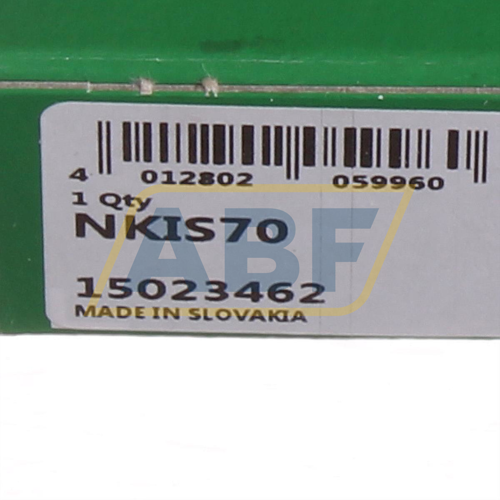 4 012802 059960
1 Qty
NKIS70
ABF
15023462
MADE IN SLOVAKIA